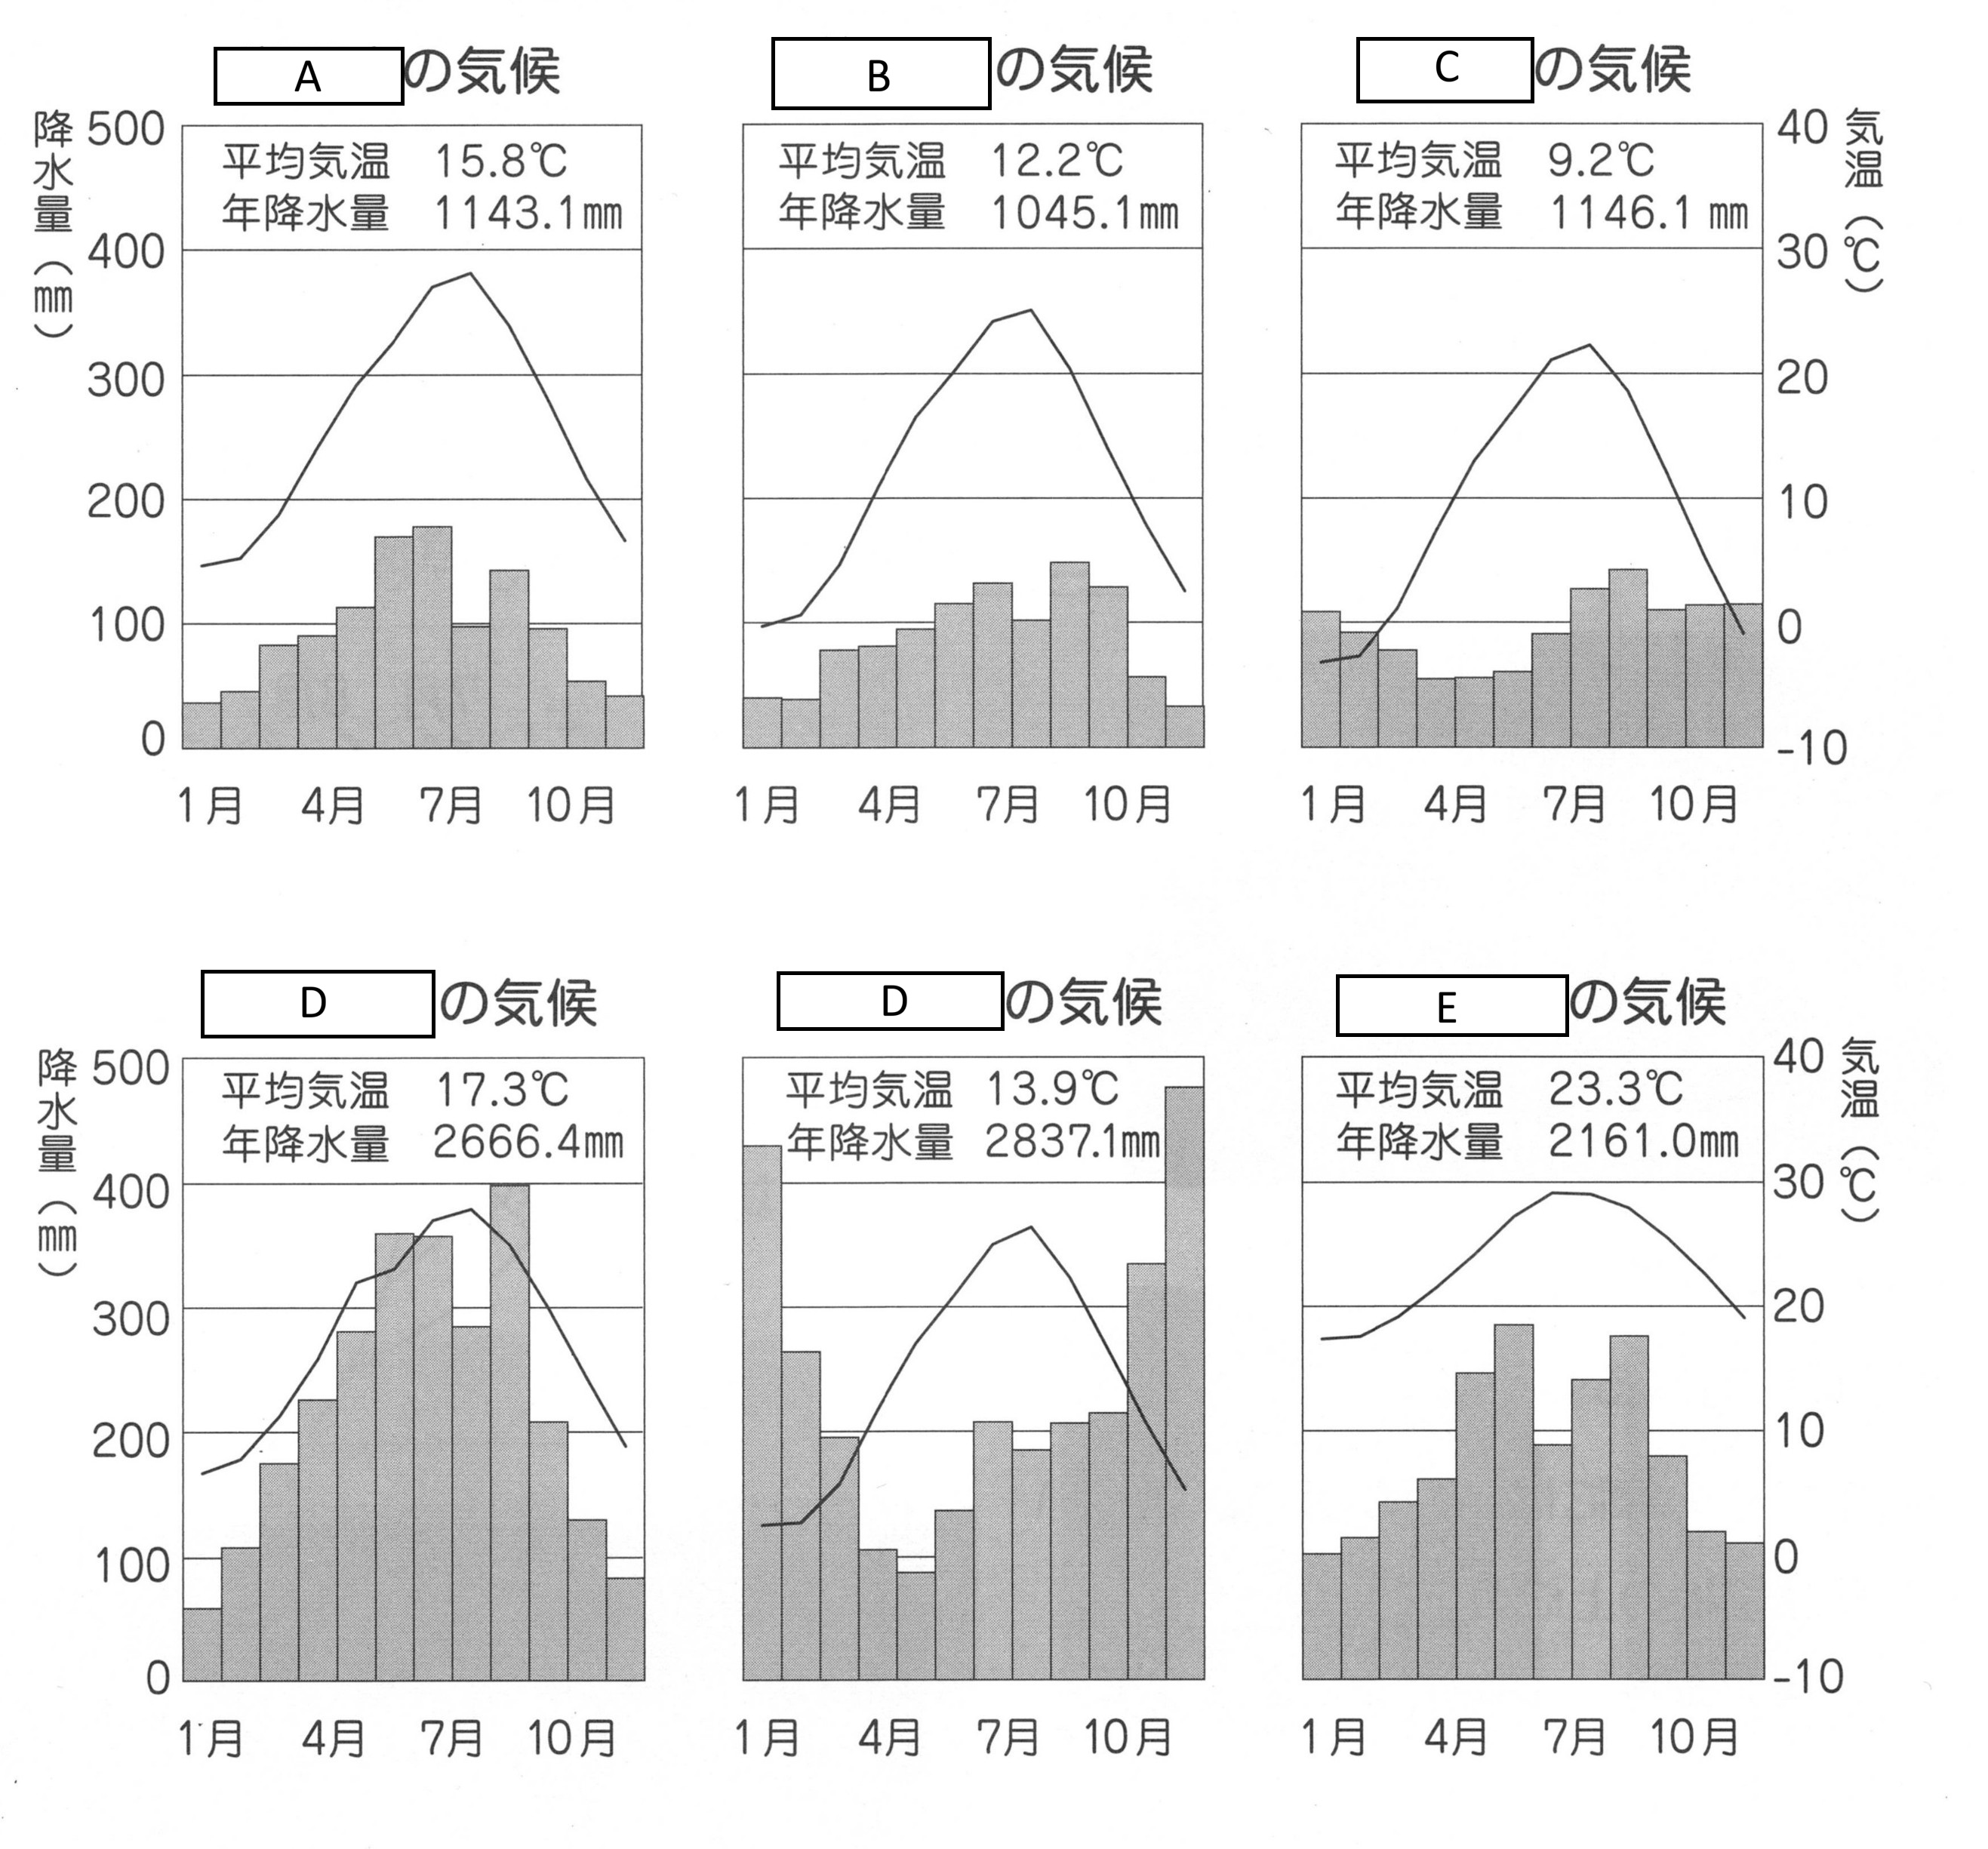 Aの気候
Bの気候
Cの気候
降水量(mm)
500
400
300
200
100
0
平均気温 15.8℃
年降水量 1143.1mm
1月 4月 7月 10月
平均気温 12.2℃
年降水量 1045.1mm
1月 4月 7月 10月
平均気温 9.2℃
年降水量 1146.1mm
1月 4月 7月 10月
40
30
20
10
0
-10
気温(℃)
Dの気候
Dの気候
Eの気候
降水量(mm)
500
400
300
200
100
0
平均気温 17.3℃
年降水量 2666.4mm
1月 4月 7月 10月
平均気温 13.9℃
年降水量 2837.1mm
1月 4月 7月 10月
平均気温 23.3℃
年降水量 2161.0mm
1月 4月 7月 10月
40
30
20
10
0
-10
気温(℃)